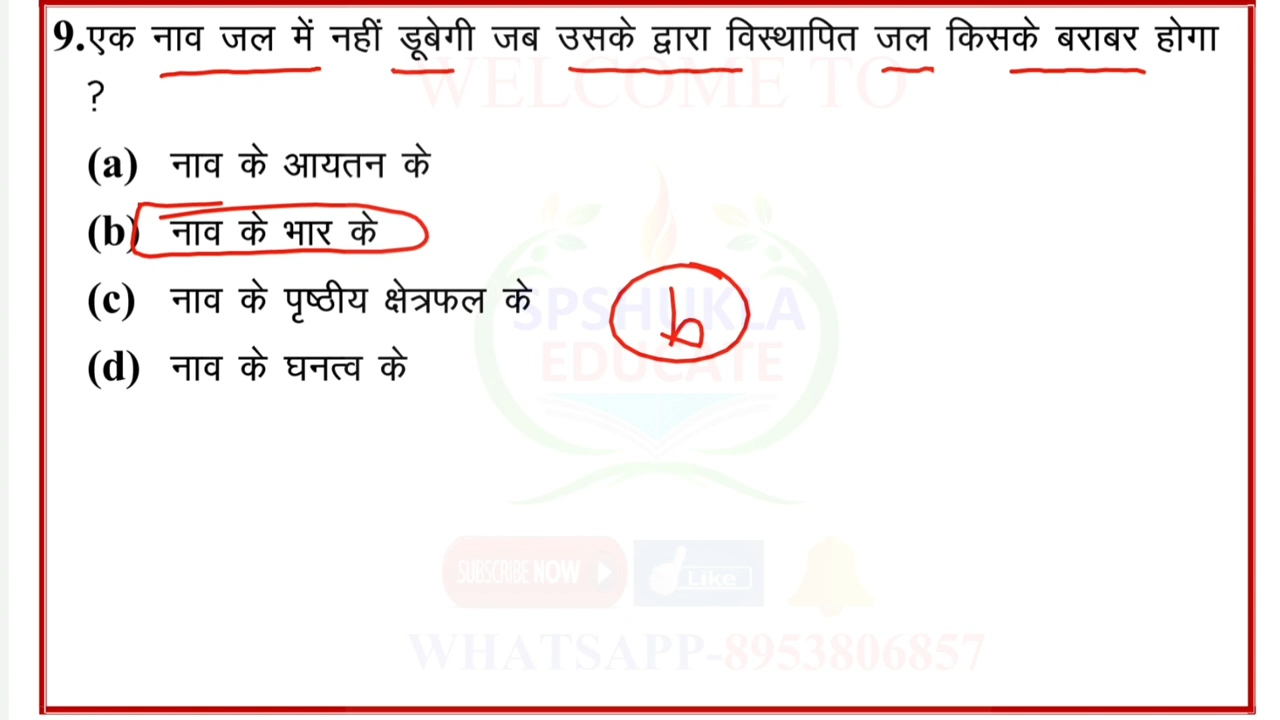 9.एक नाव जल में नहीं डूबेगी जब उसके द्वारा विस्थापित जल किसके बराबर होगा
?
WELCOME TO
(a) नाव के आयतन के
(b) नाव के भार के
(c) नाव के पृष्ठीय क्षेत्रफल के
(d) नाव के घनत्व के
b
SPSHUKLA
EDUCATE
SUBSCRIBE NOW
Like
WHATSAPP-8953806857